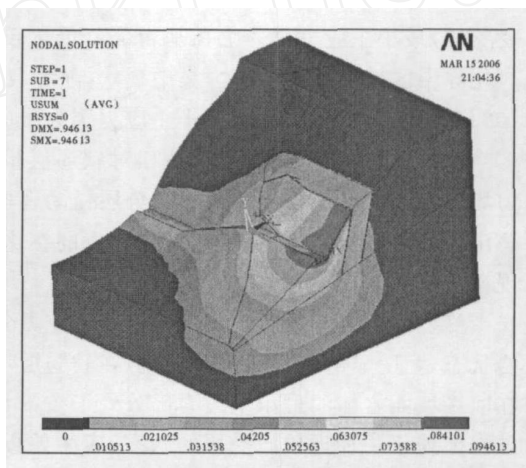 NODAL SOLUTION
STEP=1
SUB=7
TIME=1
USUM (AVG)
RSYS=0
DMX=.94613
SMX=.94613
AN
MAR 15 2006
21:04:36
0 .021025 .04205 .063075 .084101
.010513 .031538 .052563 .073588 .094613